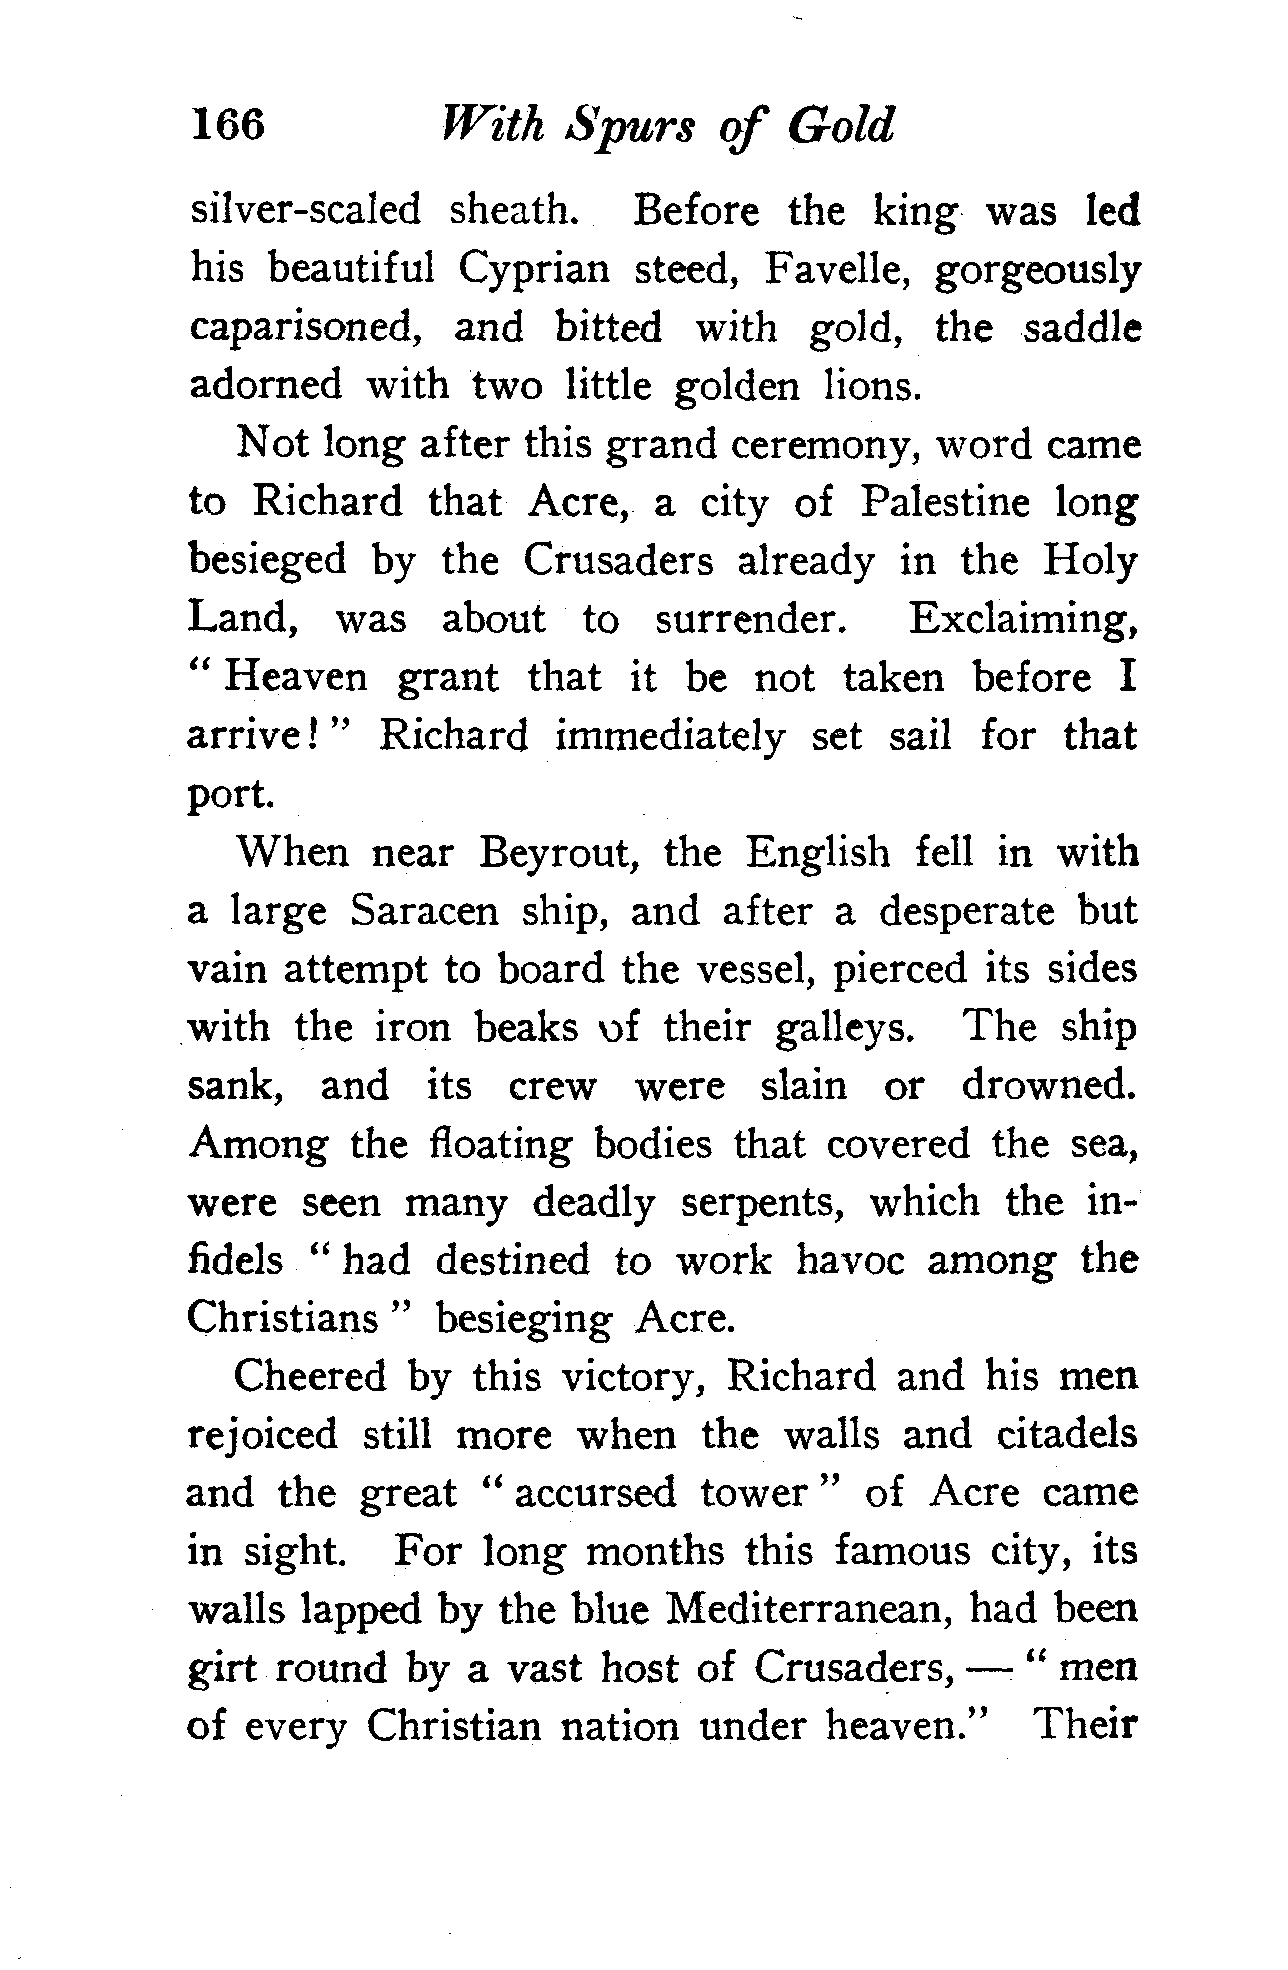 166 With Spurs of Gold
silver-scaled sheath. Before the king was led
his beautiful Cyprian steed, Favelle, gorgeously
caparisoned, and bitted with gold, the saddle
adorned with two little golden lions.
Not long after this grand ceremony, word came
to Richard that Acre, a city of Palestine long
besieged by the Crusaders already in the Holy
Land, was about to surrender. Exclaiming,
" Heaven grant that it be not taken before I
arrive! " Richard immediately set sail for that
port.
When near Beyrout, the English fell in with
a large Saracen ship, and after a desperate but
vain attempt to board the vessel, pierced its sides
with the iron beaks of their galleys. The ship
sank, and its crew were slain or drowned.
Among the floating bodies that covered the sea,
were seen many deadly serpents, which the in-
fidels " had destined to work havoc among the
Christians " besieging Acre.
Cheered by this victory, Richard and his men
rejoiced still more when the walls and citadels
and the great " accursed tower " of Acre came
in sight. For long months this famous city, its
walls lapped by the blue Mediterranean, had been
girt round by a vast host of Crusaders, — " men
of every Christian nation under heaven." Their